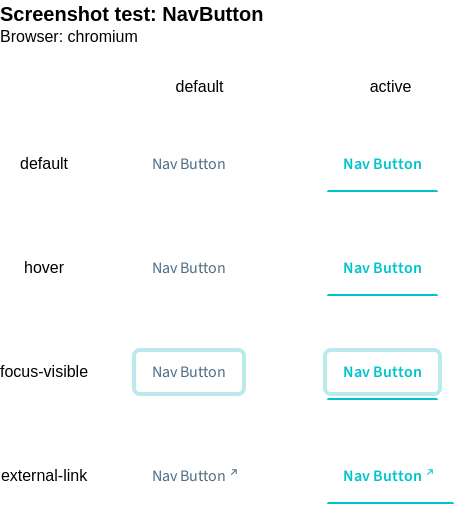 Screenshot test: NavButton
Browser: chromium
default active
default Nav Button Nav Button
hover Nav Button Nav Button
focus-visible Nav Button Nav Button
external-link Nav Button ↗ Nav Button ↗